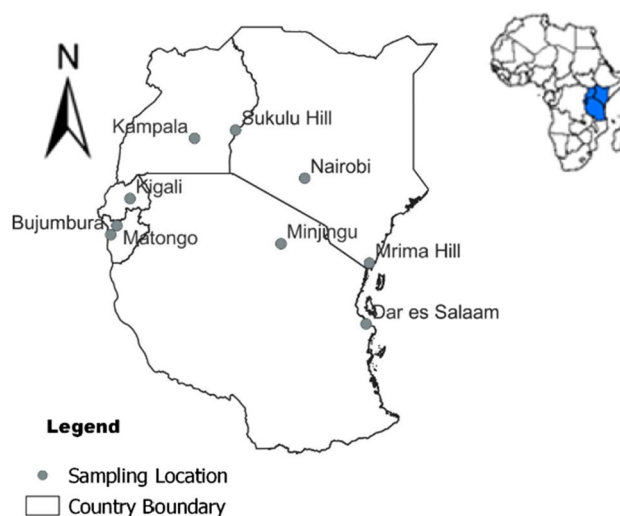 N
Kampala
Sukulu Hill
Nairobi
Kigali
Bujumbura
Matongo
Minjingu
Mrima Hill
Dar es Salaam
Legend
Sampling Location
Country Boundary